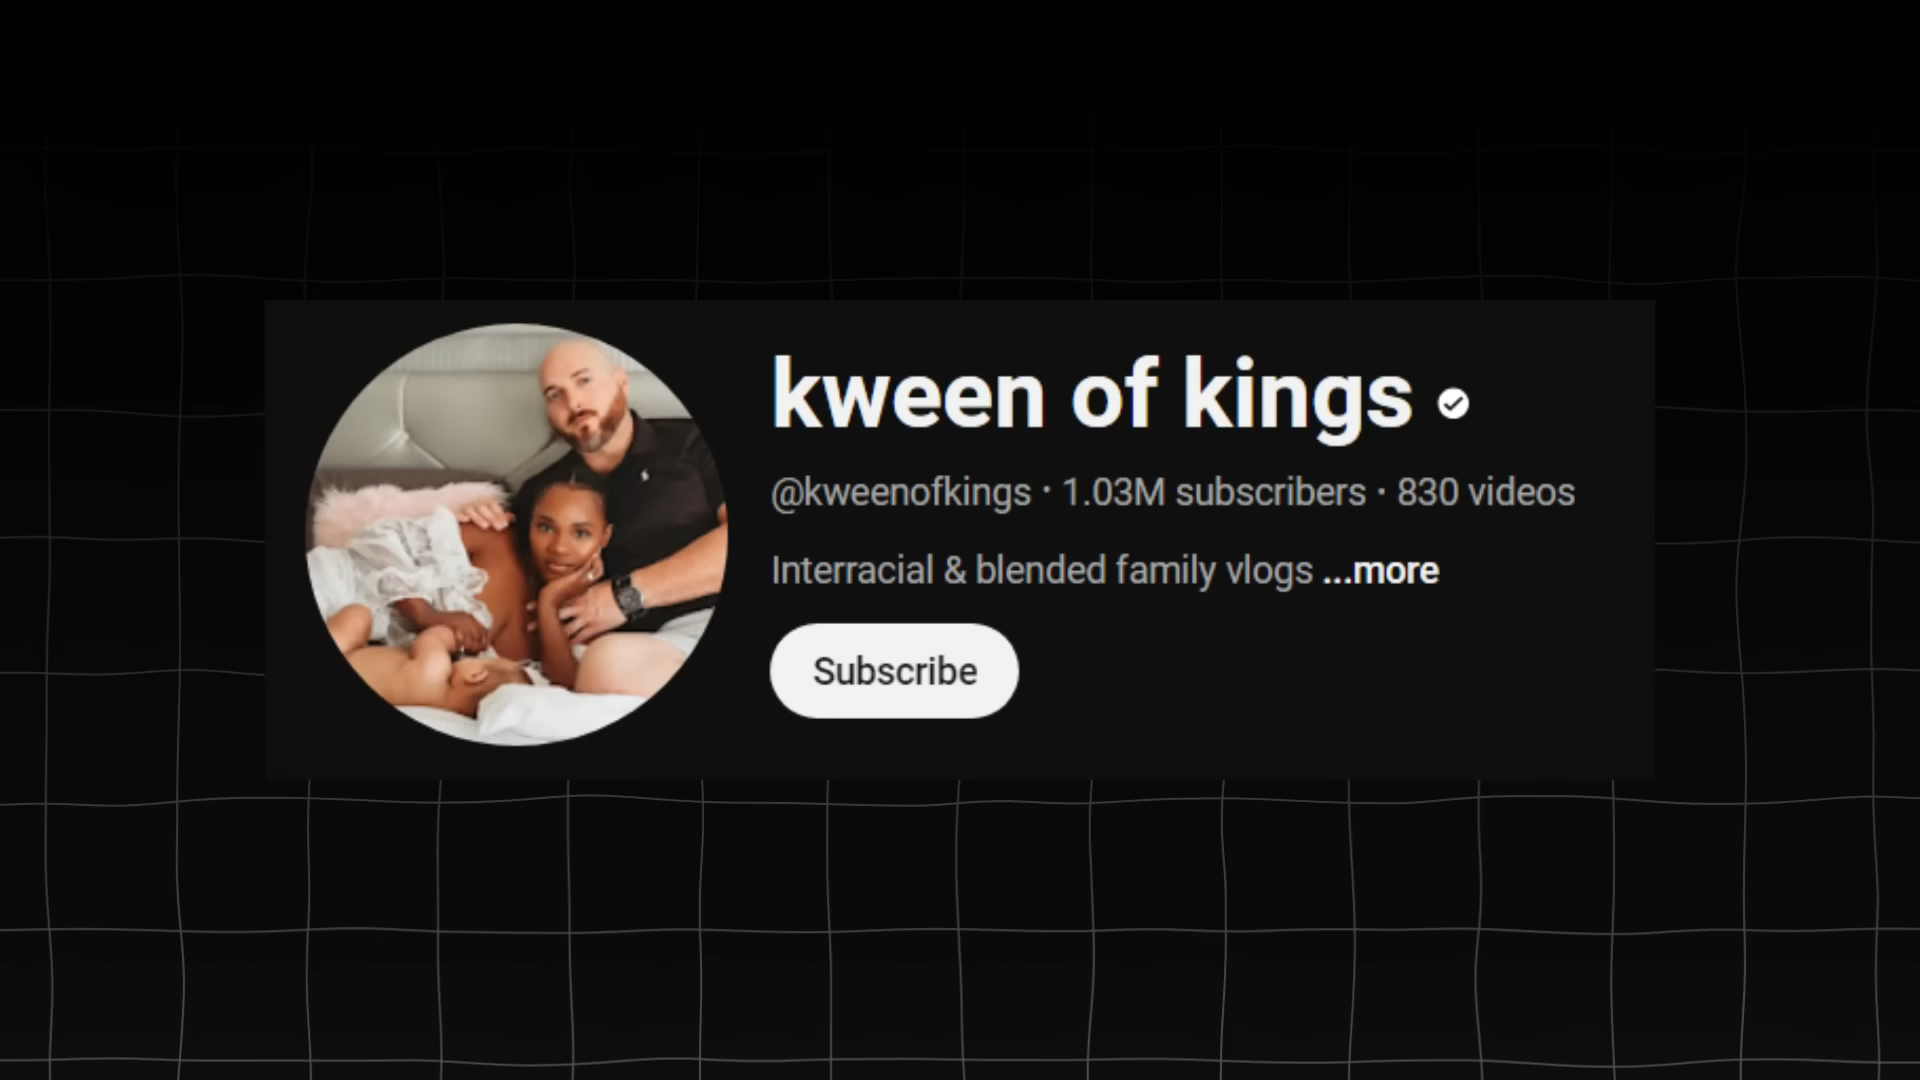 kween of kings
@kweenofkings · 1.03M subscribers · 830 videos
Interracial & blended family vlogs ...more
Subscribe